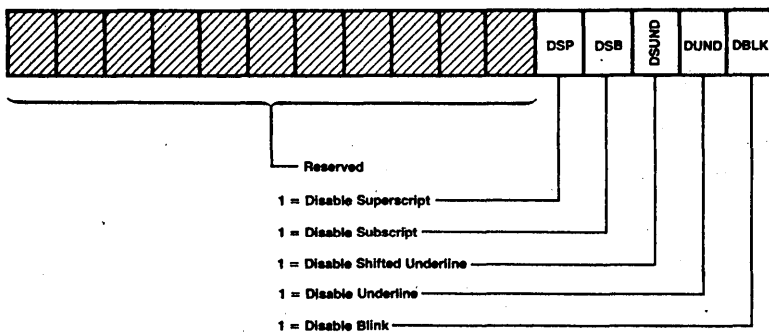 DSP DSB DSUND DUND DBLK
Reserved
1 = Disable Superscript
1 = Disable Subscript
1 = Disable Shifted Underline
1 = Disable Underline
1 = Disable Blink